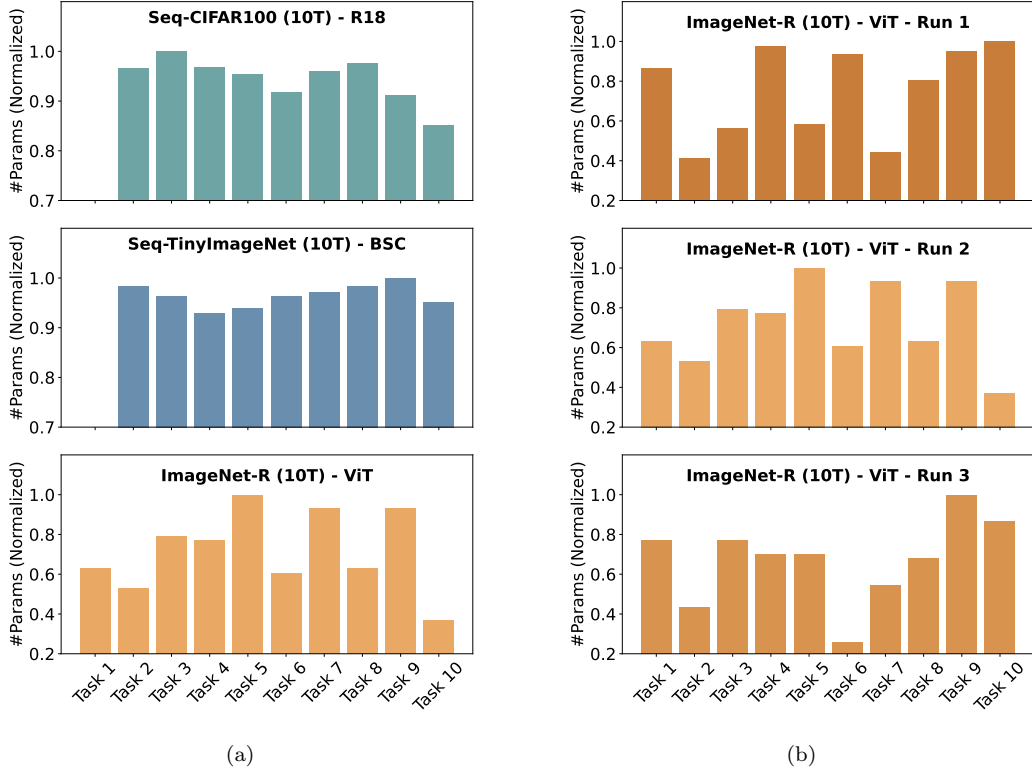 Seq-CIFAR100 (10T) - R18
#Params (Normalized)
1.0
0.9
0.8
0.7
Seq-TinyImageNet (10T) - BSC
#Params (Normalized)
1.0
0.9
0.8
0.7
ImageNet-R (10T) - ViT
#Params (Normalized)
1.0
0.8
0.6
0.4
0.2
Task 1
Task 2
Task 3
Task 4
Task 5
Task 6
Task 7
Task 8
Task 9
Task 10
(a)
ImageNet-R (10T) - ViT - Run 1
#Params (Normalized)
1.0
0.8
0.6
0.4
0.2
ImageNet-R (10T) - ViT - Run 2
#Params (Normalized)
1.0
0.8
0.6
0.4
0.2
ImageNet-R (10T) - ViT - Run 3
#Params (Normalized)
1.0
0.8
0.6
0.4
0.2
Task 1
Task 2
Task 3
Task 4
Task 5
Task 6
Task 7
Task 8
Task 9
Task 10
(b)